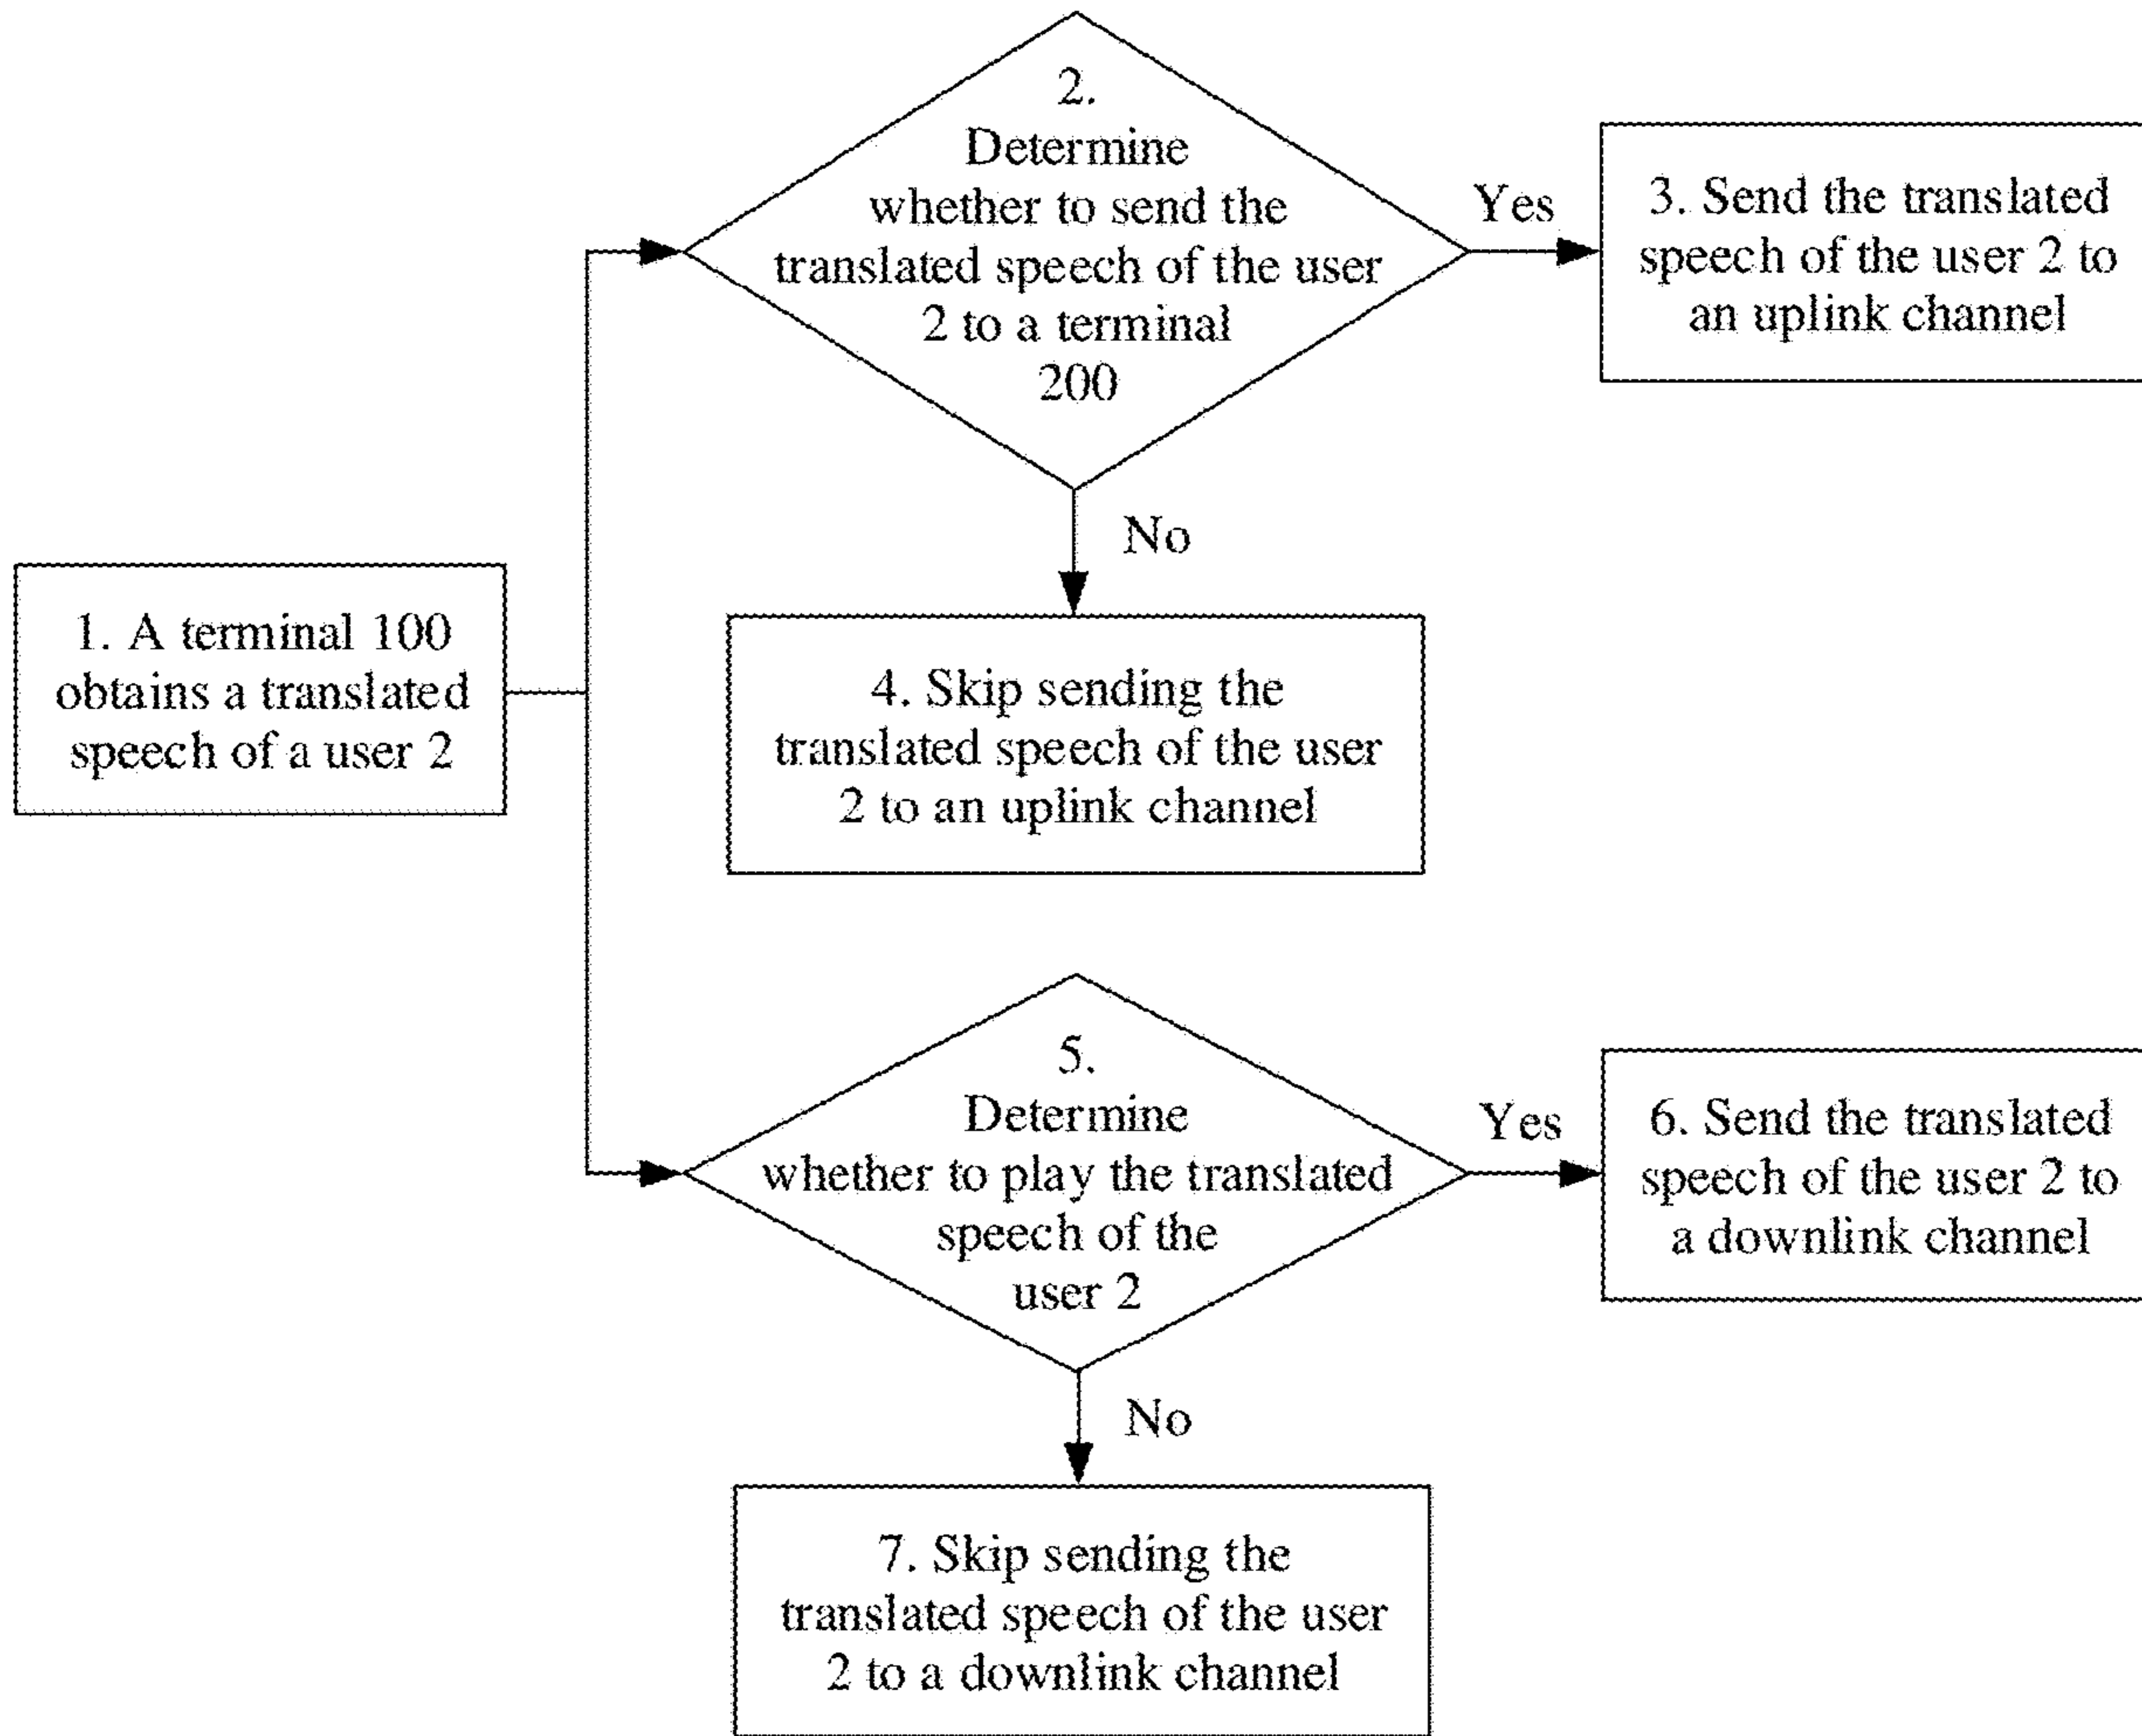 1. A terminal 100
obtains a translated
speech of a user 2
2.
Determine
whether to send the
translated speech of the user
2 to a terminal
200
Yes
3. Send the translated
speech of the user 2 to
an uplink channel
No
4. Skip sending the
translated speech of the user
2 to an uplink channel
5.
Determine
whether to play the translated
speech of the
user 2
Yes
6. Send the translated
speech of the user 2 to
a downlink channel
No
7. Skip sending the
translated speech of the user
2 to a downlink channel